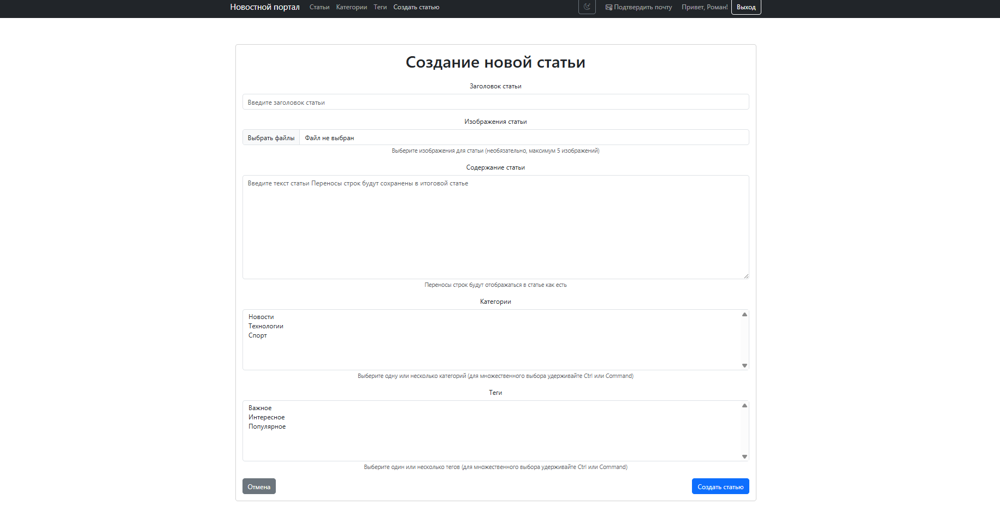 Новостной портал Статьи Категории Теги Создать статью Подтвердить почту Привет, Роман! Выход
Создание новой статьи
Заголовок статьи
Введите заголовок статьи
Изображения статьи
Выбрать файлы Файл не выбран
Выберите изображения для статьи (необязательно, максимум 5 изображений)
Содержание статьи
Введите текст статьи Переносы строк будут сохранены в итоговой статье
Переносы строк будут отображаться в статье как есть
Категории
Новости
Технологии
Спорт
Выберите одну или несколько категорий (для множественного выбора удерживайте Ctrl или Command)
Теги
Важное
Интересное
Популярное
Выберите один или несколько тегов (для множественного выбора удерживайте Ctrl или Command)
Отмена Создать статью